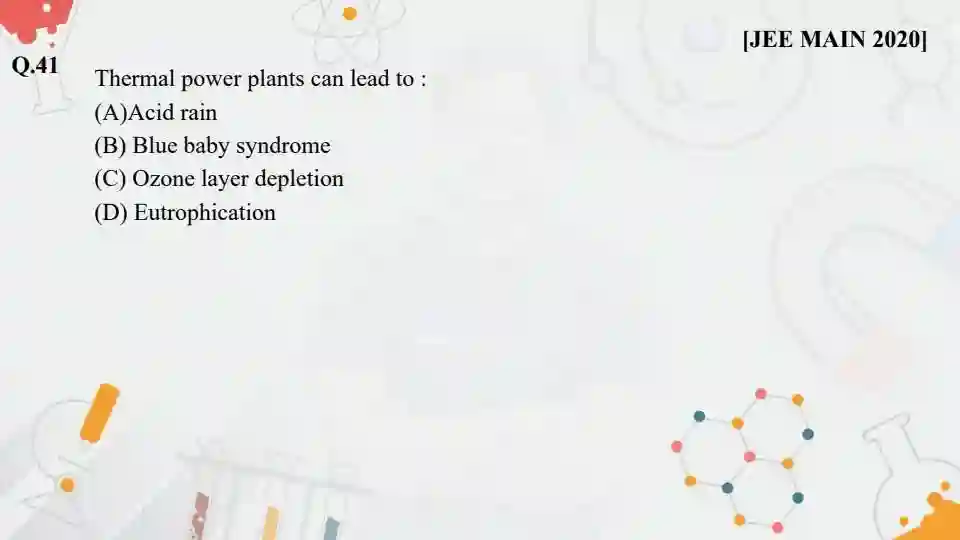 [JEE MAIN 2020]
Q.41
Thermal power plants can lead to :
(A)Acid rain
(B) Blue baby syndrome
(C) Ozone layer depletion
(D) Eutrophication